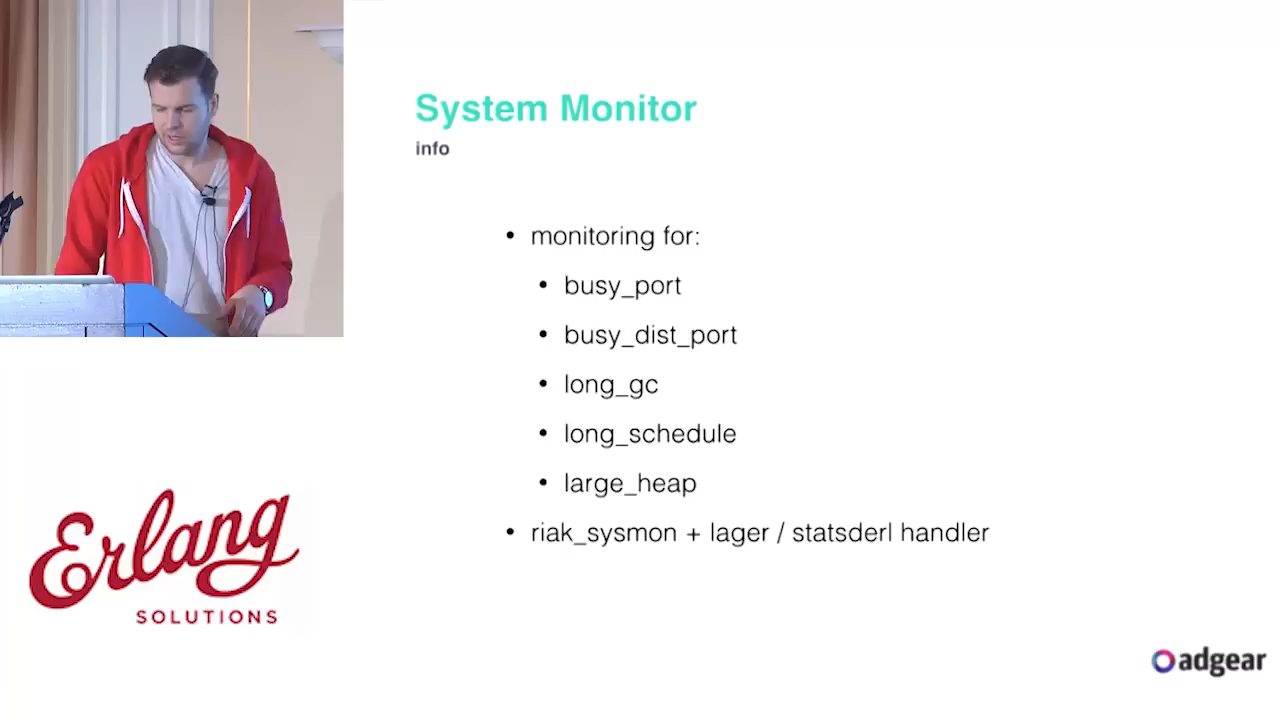 System Monitor
info
• monitoring for:
• busy_port
• busy_dist_port
• long_gc
• long_schedule
• large_heap
• riak_sysmon + lager / statsderl handler
Erlang
SOLUTIONS
adgear